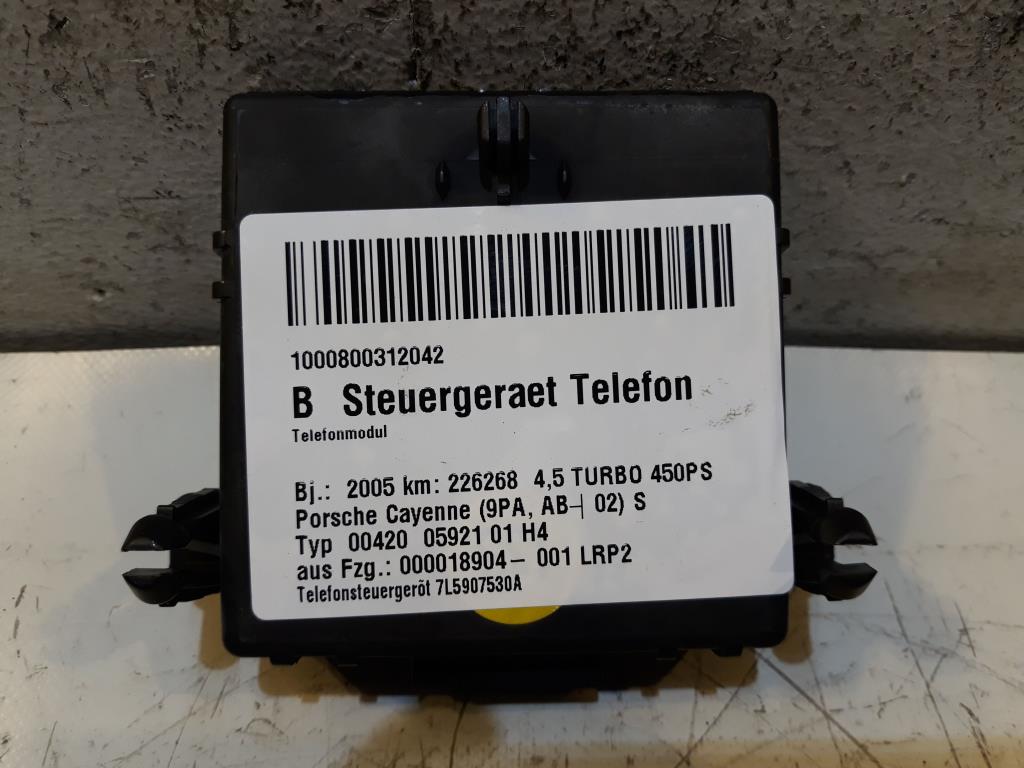 1000800312042
B Steuergeraet Telefon
Telefonmodul
Bj.: 2005 km: 226268 4,5 TURBO 450PS
Porsche Cayenne (9PA, AB-| 02) S
Typ 00420 05921 01 H4
aus Fzg.: 000018904- 001 LRP2
Telefonsteuergeröt 7L5907530A